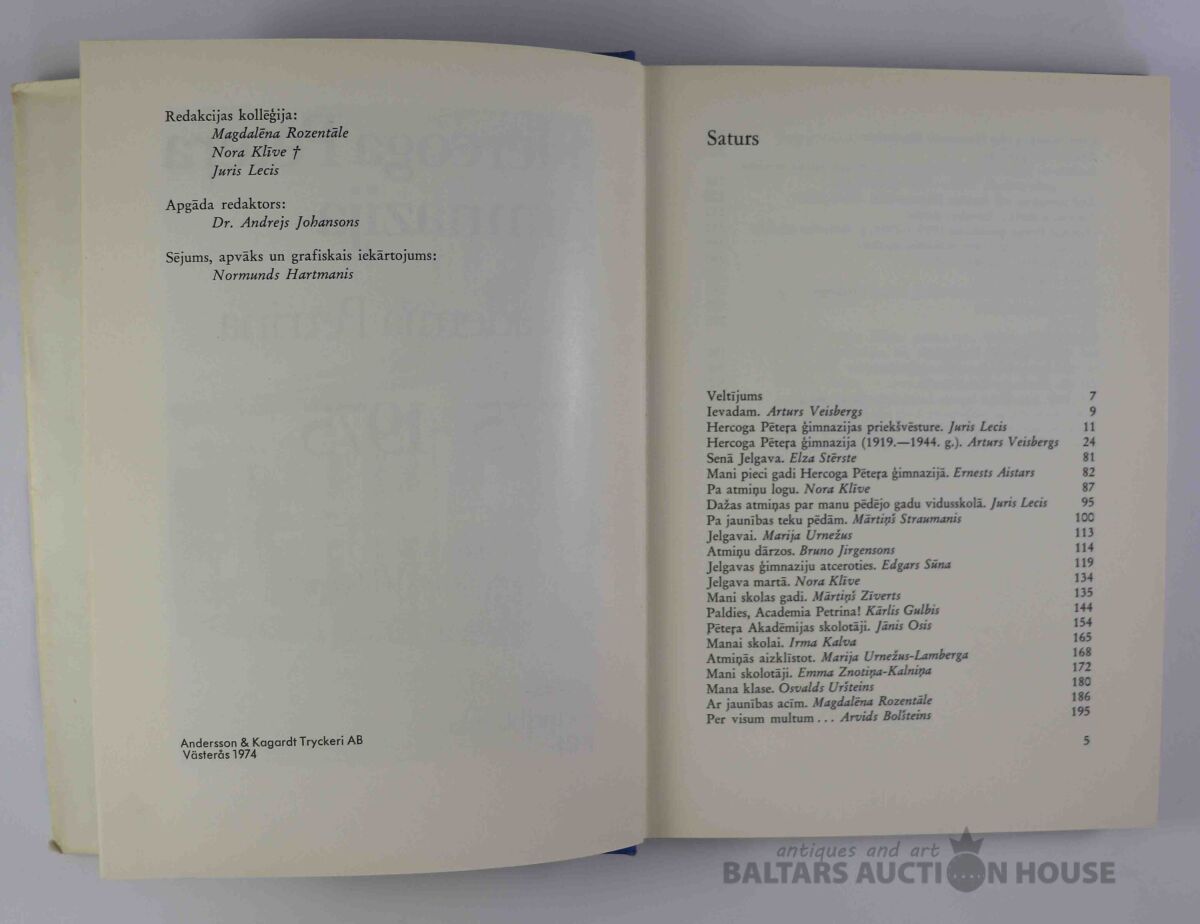 Redakcijas kollēģija:
Magdalēna Rozentāle
Nora Klīve †
Juris Lecis
Apgāda redaktors:
Dr. Andrejs Johansons
Sējums, apvāks un grafiskais iekārtojums:
Normunds Hartmanis
Andersson & Kagardt Tryckeri AB
Västerås 1974
Saturs
Veltījums 7
Ievadam. Arturs Veisbergs 9
Hercoga Pēteŗa ģimnazijas priekšvēsture. Juris Lecis 11
Hercoga Pēteŗa ģimnazija (1919.—1944. g.). Arturs Veisbergs 24
Senā Jelgava. Elza Stērste 81
Mani pieci gadi Hercoga Pēteŗa ģimnazijā. Ernests Aistars 82
Pa atmiņu logu. Nora Klīve 87
Dažas atmiņas par manu pēdējo gadu vidusskolā. Juris Lecis 95
Pa jaunības teku pēdām. Mārtiņš Straumanis 100
Jelgavai. Marija Urnežus 113
Atmiņu dārzos. Bruno Jirgensons 114
Jelgavas ģimnaziju atceroties. Edgars Sūna 119
Jelgava martā. Nora Klīve 134
Mani skolas gadi. Mārtiņš Zīverts 135
Paldies, Academia Petrina! Kārlis Gulbis 144
Pēteŗa Akadēmijas skolotāji. Jānis Osis 154
Manai skolai. Irma Kalva 165
Atmiņās aizklīstot. Marija Urnežus-Lamberga 168
Mani skolotāji. Emma Znotiņa-Kalniņa 172
Mana klase. Osvalds Uršteins 180
Ar jaunības acīm. Magdalēna Rozentāle 186
Per visum multum ... Arvids Bolšteins 195
5
antiques and art
BALTARS AUCTION HOUSE